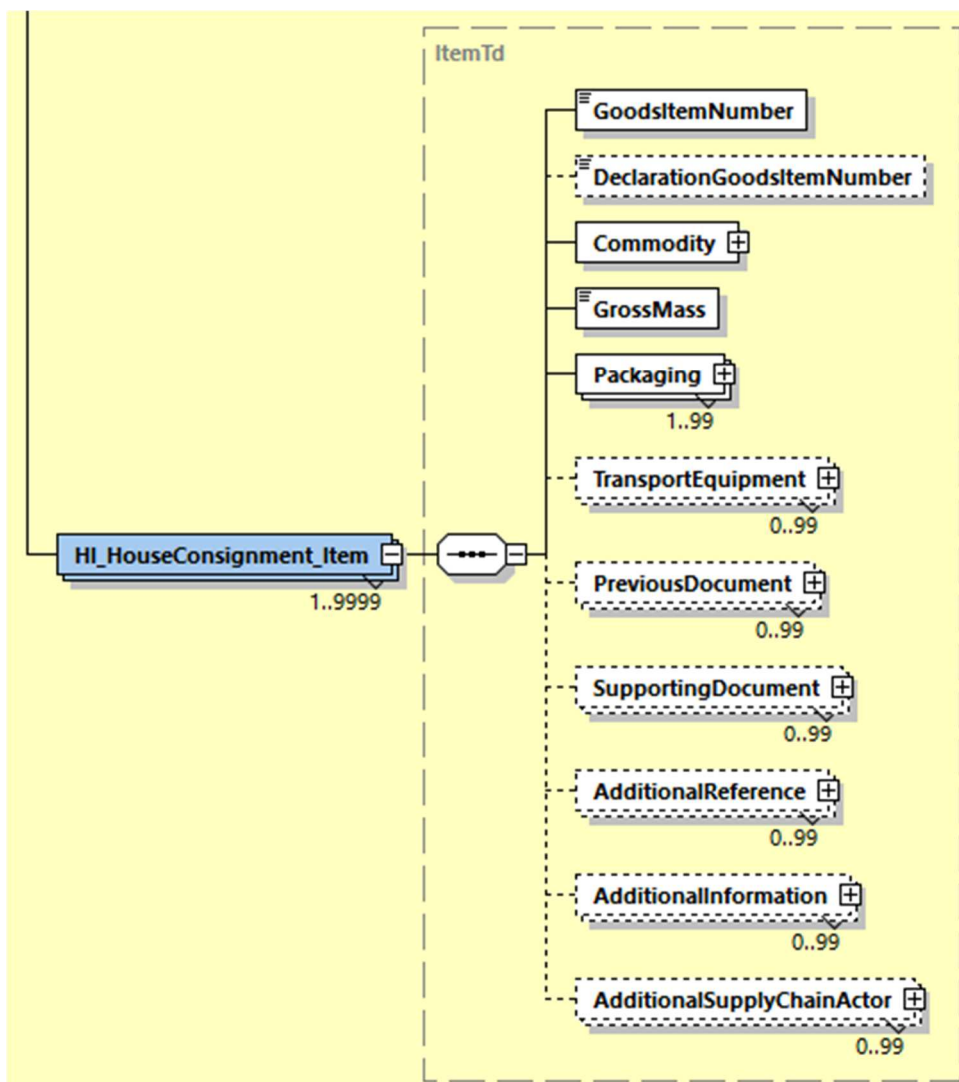 ItemTd
GoodsItemNumber
DeclarationGoodsItemNumber
Commodity
GrossMass
Packaging
1..99
TransportEquipment
0..99
HI_HouseConsignment_Item
1..9999
PreviousDocument
0..99
SupportingDocument
0..99
AdditionalReference
0..99
AdditionalInformation
0..99
AdditionalSupplyChainActor
0..99